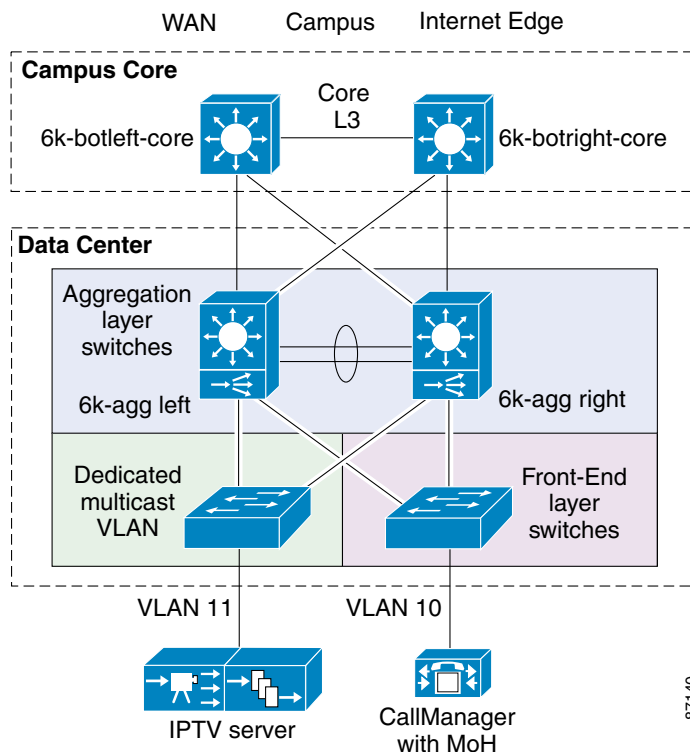 WAN
Campus
Internet Edge
Campus Core
Core
L3
6k-botleft-core
6k-botright-core
Data Center
Aggregation
layer
switches
6k-agg left
6k-agg right
Dedicated
multicast
VLAN
Front-End
layer
switches
VLAN 11
VLAN 10
IPTV server
CallManager
with MoH
87140